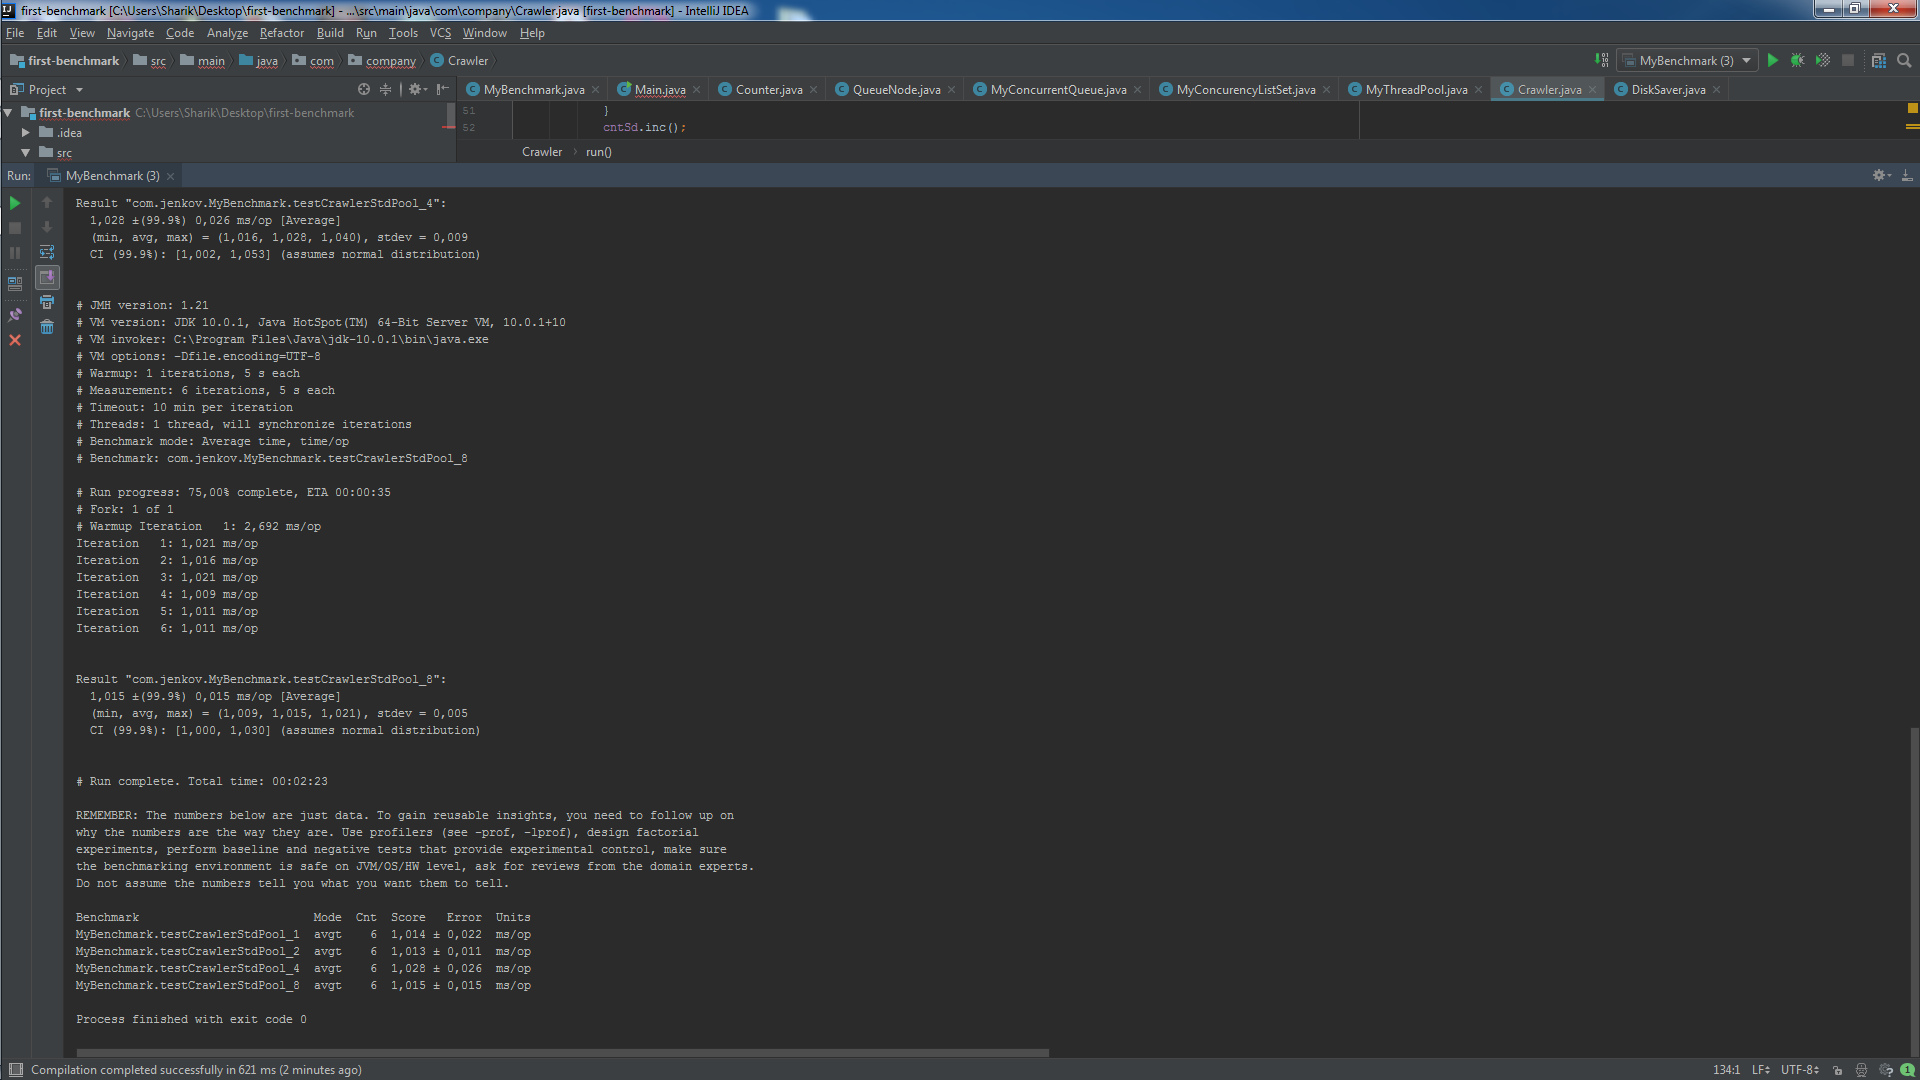 first-benchmark [C:\Users\Sharik\Desktop\first-benchmark] - ...\src\main\java\com\company\Crawler.java [first-benchmark] - IntelliJ IDEA
File Edit View Navigate Code Analyze Refactor Build Run Tools VCS Window Help
first-benchmark src main java com company Crawler
MyBenchmark (3)
Project
MyBenchmark.java Main.java Counter.java QueueNode.java MyConcurrentQueue.java MyConcurencyListSet.java MyThreadPool.java Crawler.java DiskSaver.java
first-benchmark C:\Users\Sharik\Desktop\first-benchmark
.idea
src
51 }
52 cntSd.inc();
Crawler run()
Run: MyBenchmark (3)
Result "com.jenkov.MyBenchmark.testCrawlerStdPool_4":
1,028 ±(99.9%) 0,026 ms/op [Average]
(min, avg, max) = (1,016, 1,028, 1,040), stdev = 0,009
CI (99.9%): [1,002, 1,053] (assumes normal distribution)
# JMH version: 1.21
# VM version: JDK 10.0.1, Java HotSpot(TM) 64-Bit Server VM, 10.0.1+10
# VM invoker: C:\Program Files\Java\jdk-10.0.1\bin\java.exe
# VM options: -Dfile.encoding=UTF-8
# Warmup: 1 iterations, 5 s each
# Measurement: 6 iterations, 5 s each
# Timeout: 10 min per iteration
# Threads: 1 thread, will synchronize iterations
# Benchmark mode: Average time, time/op
# Benchmark: com.jenkov.MyBenchmark.testCrawlerStdPool_8
# Run progress: 75,00% complete, ETA 00:00:35
# Fork: 1 of 1
# Warmup Iteration   1: 2,692 ms/op
Iteration   1: 1,021 ms/op
Iteration   2: 1,016 ms/op
Iteration   3: 1,021 ms/op
Iteration   4: 1,009 ms/op
Iteration   5: 1,011 ms/op
Iteration   6: 1,011 ms/op
Result "com.jenkov.MyBenchmark.testCrawlerStdPool_8":
1,015 ±(99.9%) 0,015 ms/op [Average]
(min, avg, max) = (1,009, 1,015, 1,021), stdev = 0,005
CI (99.9%): [1,000, 1,030] (assumes normal distribution)
# Run complete. Total time: 00:02:23
REMEMBER: The numbers below are just data. To gain reusable insights, you need to follow up on
why the numbers are the way they are. Use profilers (see -prof, -lprof), design factorial
experiments, perform baseline and negative tests that provide experimental control, make sure
the benchmarking environment is safe on JVM/OS/HW level, ask for reviews from the domain experts.
Do not assume the numbers tell you what you want them to tell.
Benchmark                         Mode  Cnt  Score   Error  Units
MyBenchmark.testCrawlerStdPool_1  avgt    6  1,014 ± 0,022  ms/op
MyBenchmark.testCrawlerStdPool_2  avgt    6  1,013 ± 0,011  ms/op
MyBenchmark.testCrawlerStdPool_4  avgt    6  1,028 ± 0,026  ms/op
MyBenchmark.testCrawlerStdPool_8  avgt    6  1,015 ± 0,015  ms/op
Process finished with exit code 0
Compilation completed successfully in 621 ms (2 minutes ago) 134:1 LF UTF-8 1